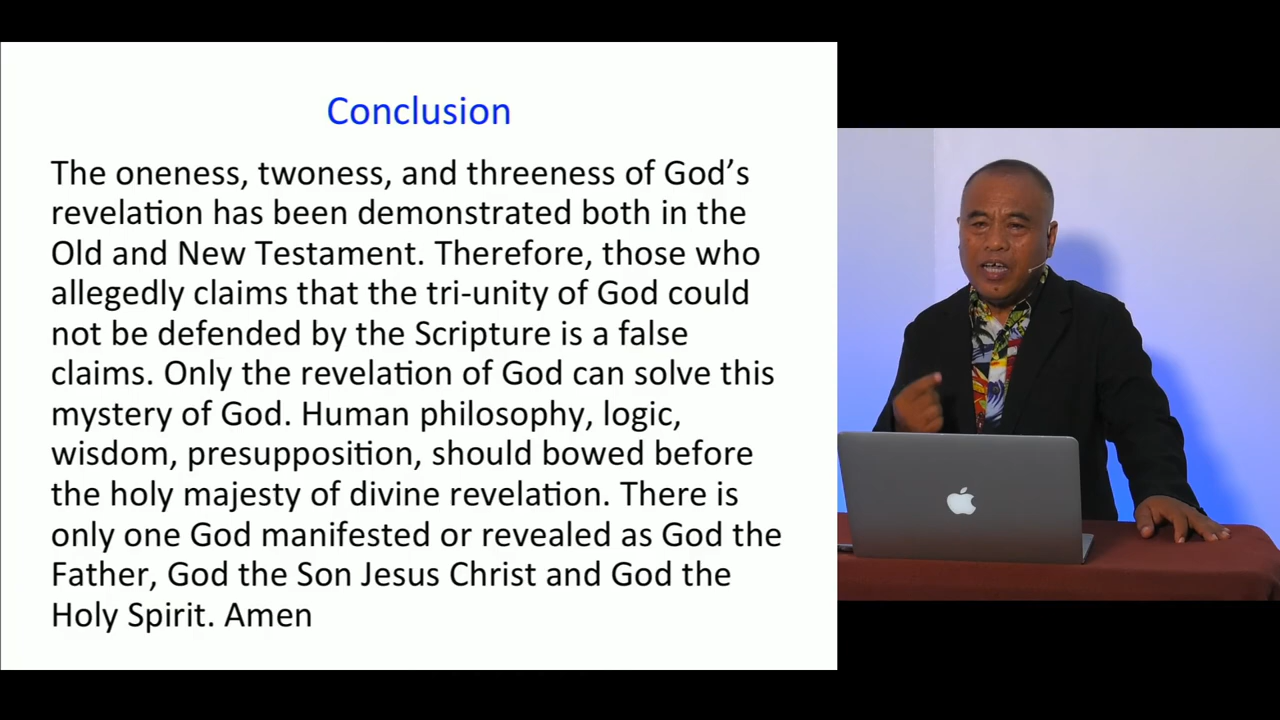 Conclusion
The oneness, twoness, and threeness of God's
revelation has been demonstrated both in the
Old and New Testament. Therefore, those who
allegedly claims that the tri-unity of God could
not be defended by the Scripture is a false
claims. Only the revelation of God can solve this
mystery of God. Human philosophy, logic,
wisdom, presupposition, should bowed before
the holy majesty of divine revelation. There is
only one God manifested or revealed as God the
Father, God the Son Jesus Christ and God the
Holy Spirit. Amen